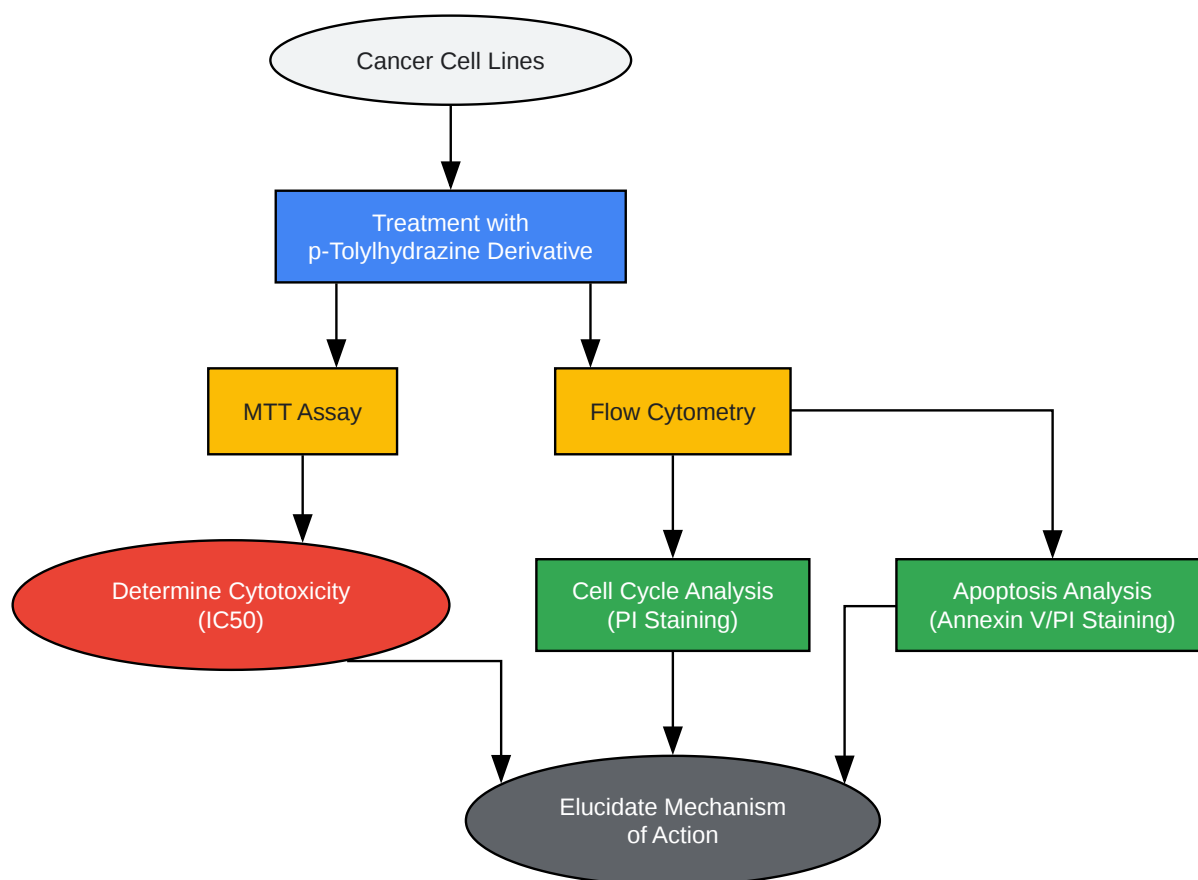 Cancer Cell Lines
Treatment with
p-Tolylhydrazine Derivative
MTT Assay
Flow Cytometry
Determine Cytotoxicity
(IC50)
Cell Cycle Analysis
(PI Staining)
Apoptosis Analysis
(Annexin V/PI Staining)
Elucidate Mechanism
of Action